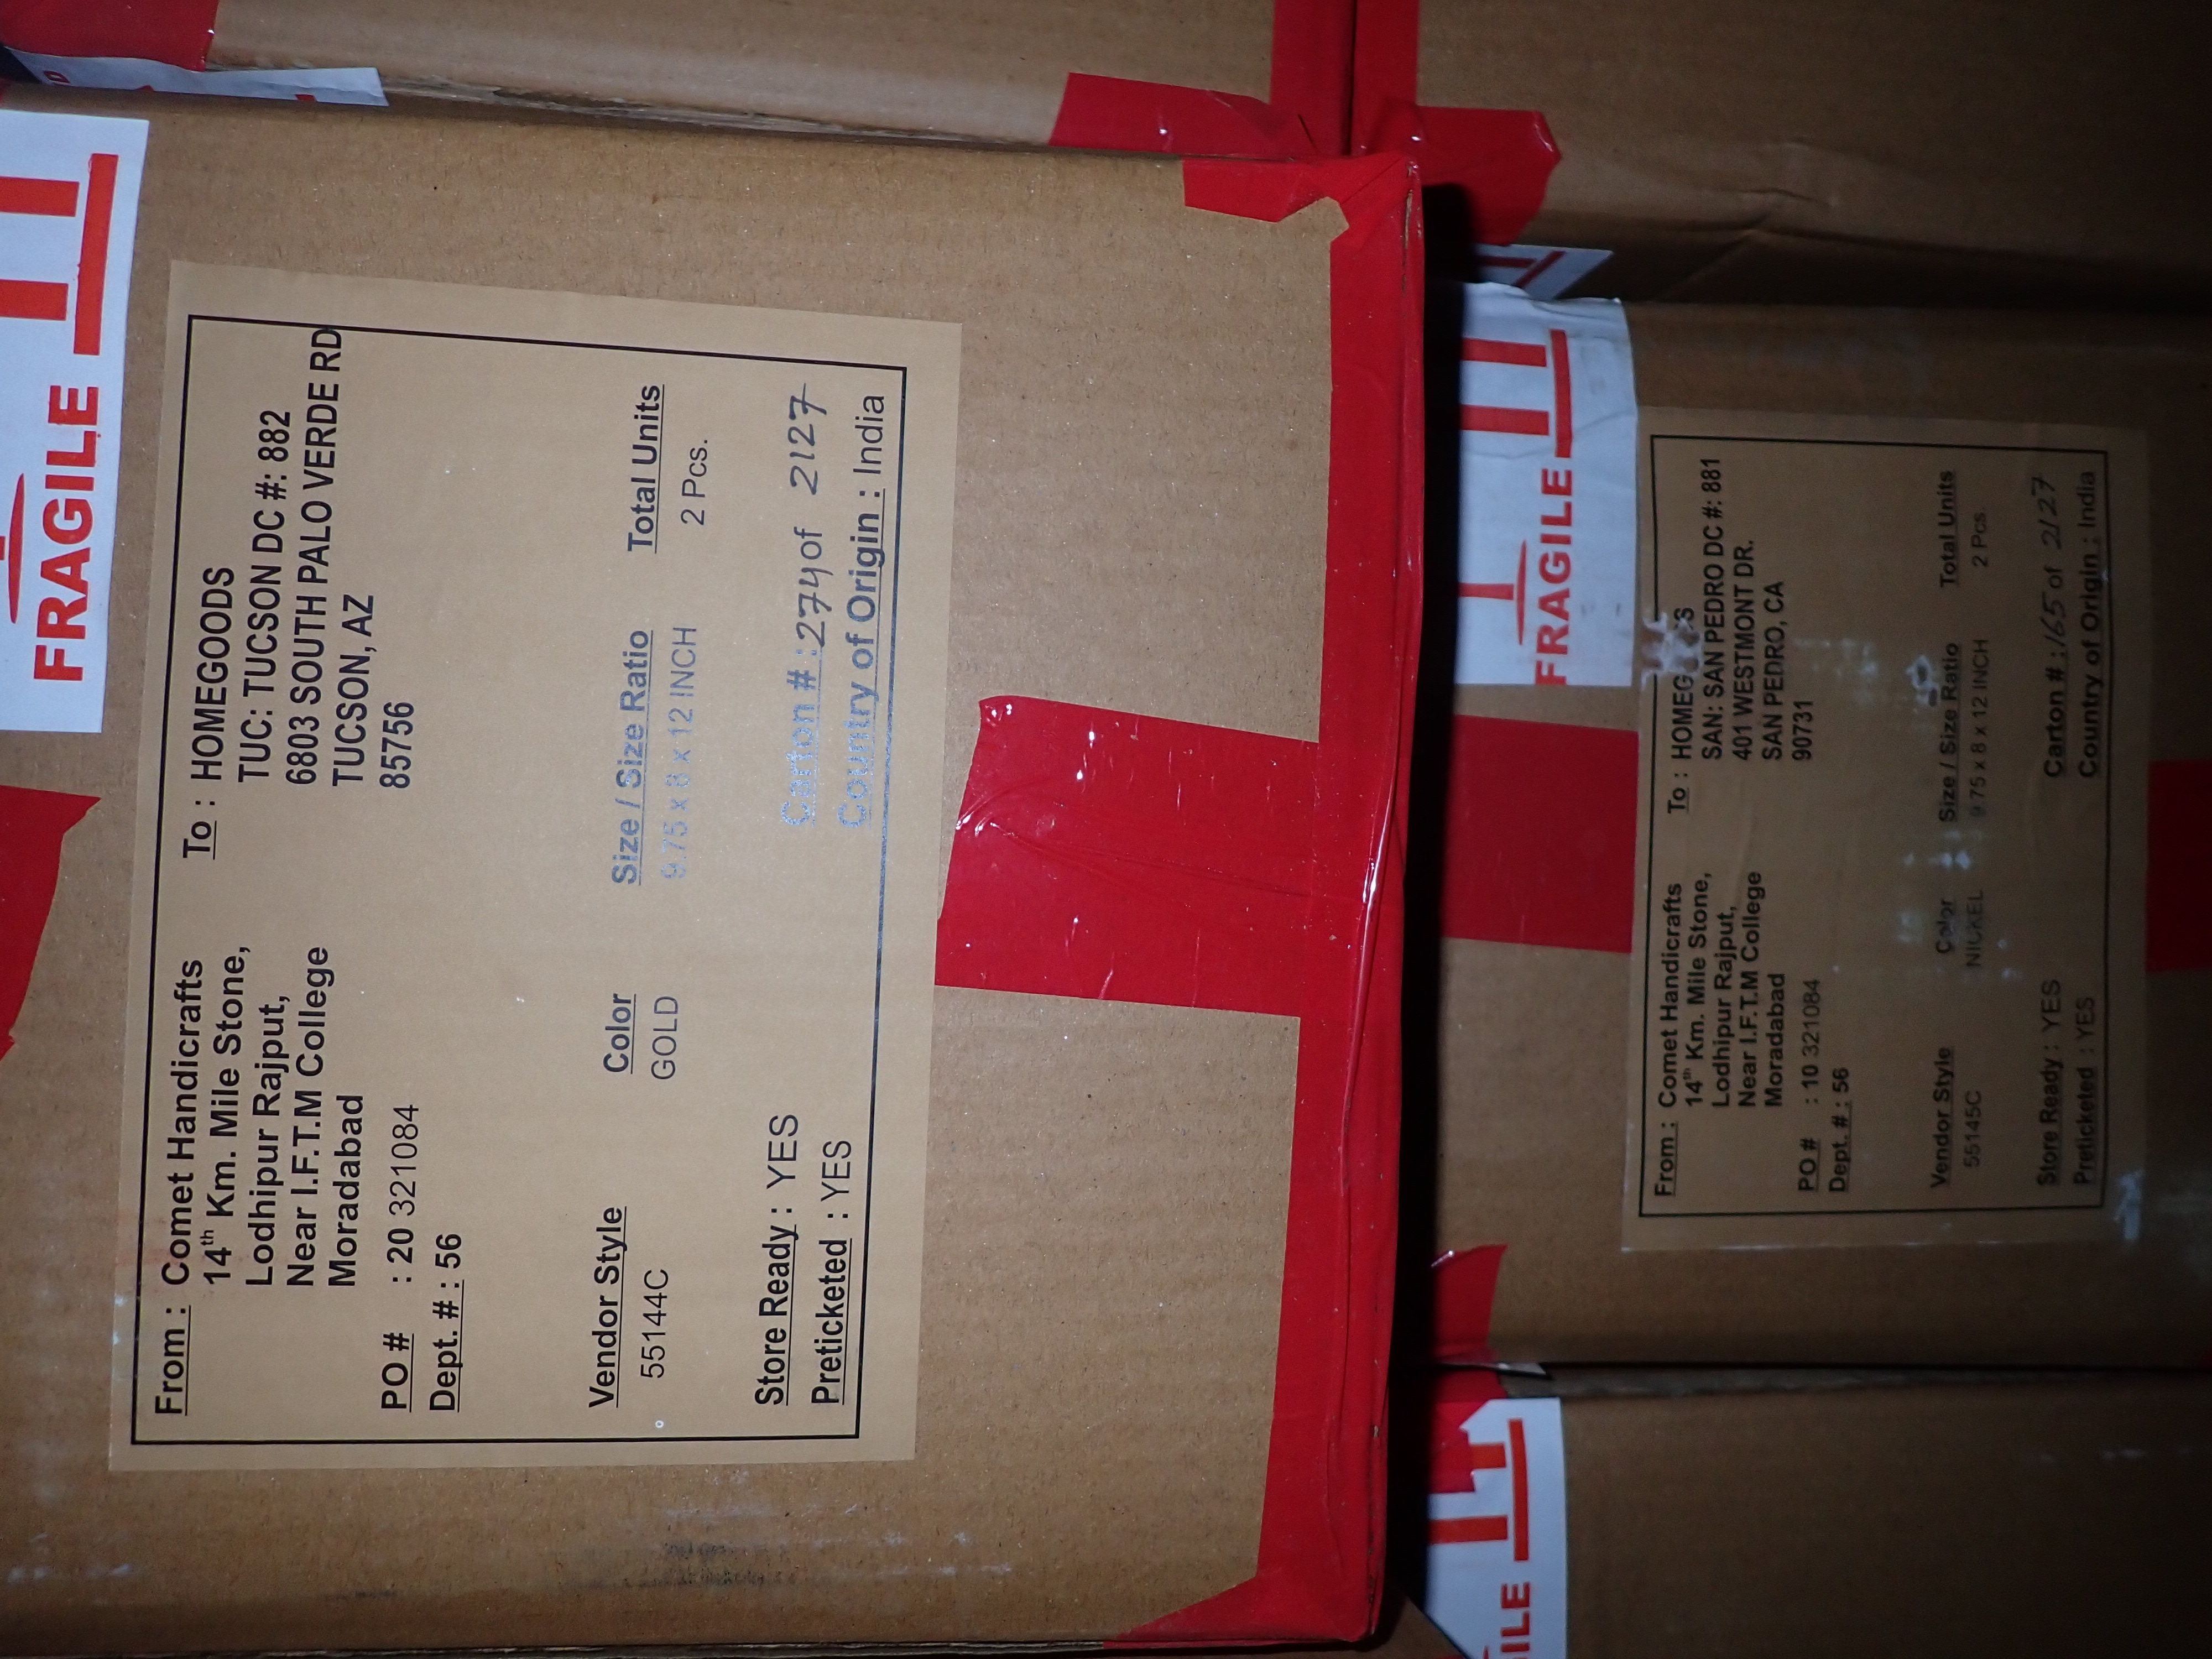 FRAGILE
From : Comet Handicrafts
14th Km. Mile Stone,
Lodhipur Rajput,
Near I.F.T.M College
Moradabad
To : HOMEGOODS
TUC: TUCSON DC #: 882
6803 SOUTH PALO VERDE RD
TUCSON, AZ
85756
PO # : 20 321084
Dept. # : 56
Vendor Style Color Size / Size Ratio Total Units
55144C GOLD 9.75 x 8 x 12 INCH 2 Pcs.
Store Ready : YES
Preticketed : YES
Carton # : 274 of 2127
Country of Origin : India
GILE
FRAGILE
From : Comet Handicrafts
14th Km. Mile Stone,
Lodhipur Rajput,
Near I.F.T.M College
Moradabad
To : HOMEGOODS
SAN: SAN PEDRO DC #: 881
401 WESTMONT DR.
SAN PEDRO, CA
90731
PO # : 10 321084
Dept. # : 56
Vendor Style Color Size / Size Ratio Total Units
55145C NICKEL 9.75 x 8 x 12 INCH 2 Pcs
Store Ready : YES
Preticketed : YES
Carton # : 165 of 2127
Country of Origin : India